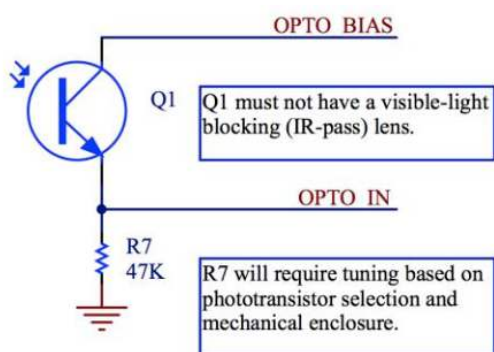 OPTO BIAS
Q1
Q1 must not have a visible-light
blocking (IR-pass) lens.
OPTO IN
R7
47K
R7 will require tuning based on
phototransistor selection and
mechanical enclosure.